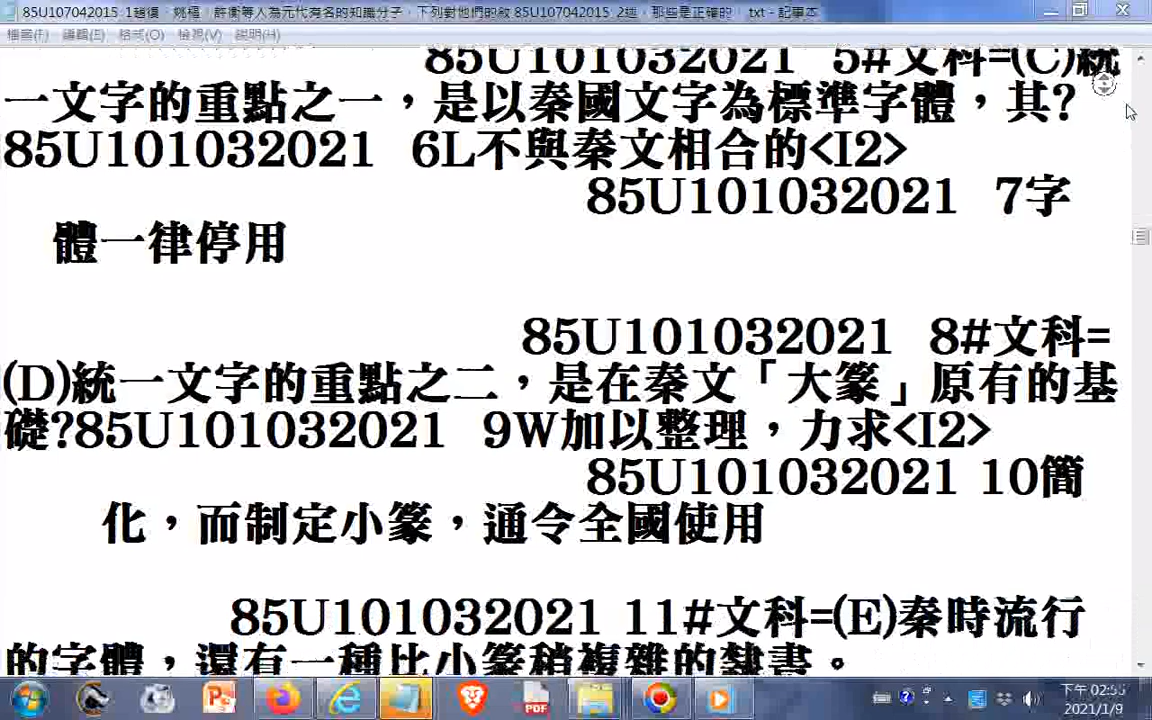 85U107042015: 1趙復、姚樞，許衡等人為元代有名的知識分子，下列對他們的敘 85U107042015: 2述，那些是正確的! txt - 記事本
檔案(F) 編輯(E) 格式(O) 檢視(V) 說明(H)
85U101032021 5#文科=(C)統
一文字的重點之一，是以秦國文字為標準字體，其?
85U101032021 6L不與秦文相合的<I2>
85U101032021 7字
體一律停用
85U101032021 8#文科=
(D)統一文字的重點之二，是在秦文「大篆」原有的基
礎?85U101032021 9W加以整理，力求<I2>
85U101032021 10簡
化，而制定小篆，通令全國使用
85U101032021 11#文科=(E)秦時流行
的字體，還有一種比小篆稍複雜的隸書。
PDF
下午 02:55
2021/1/9